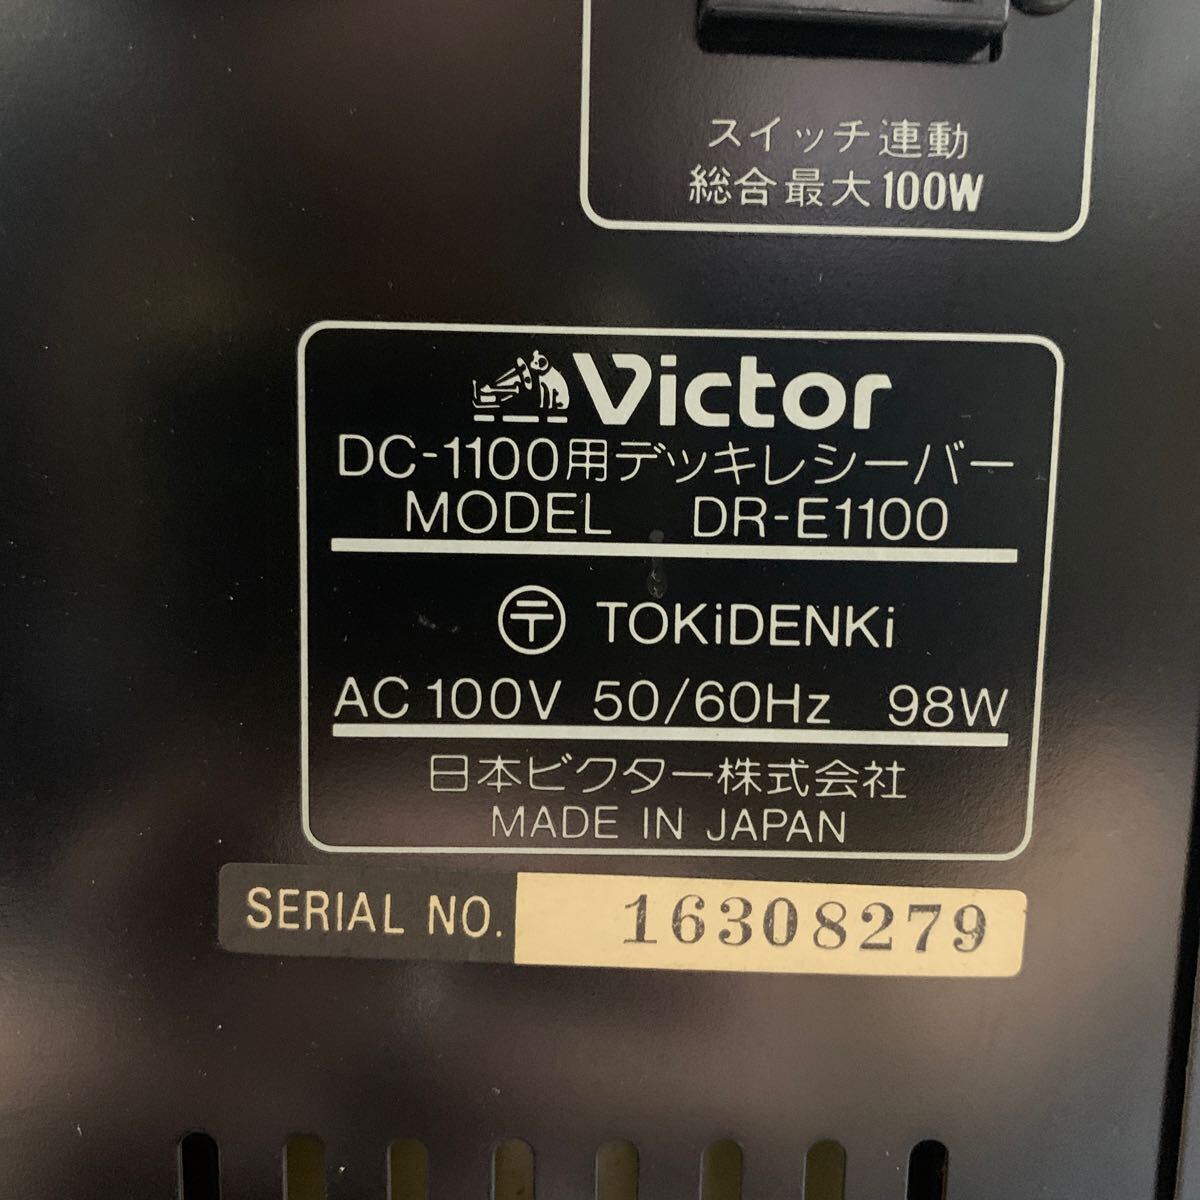 スイッチ連動
総合最大100W
Victor
DC-1100用デッキレシーバー
MODEL DR-E1100
〒 TOKiDENKi
AC 100V 50/60Hz 98W
日本ビクター株式会社
MADE IN JAPAN
SERIAL NO. 16308279